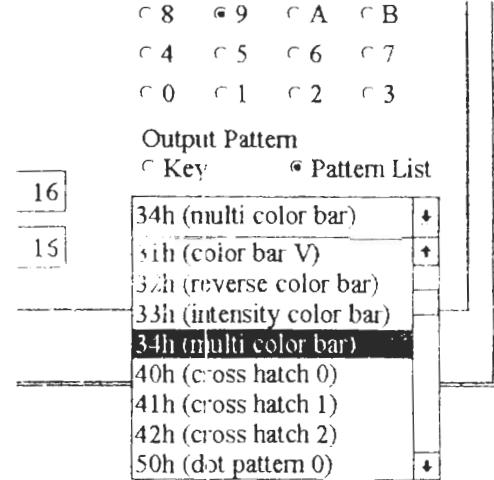 8 9 A B
4 5 6 7
0 1 2 3
Output Pattern
Key Pattern List
16
34h (multi color bar)
15
31h (color bar V)
32h (reverse color bar)
33h (intensity color bar)
34h (multi color bar)
40h (cross hatch 0)
41h (cross hatch 1)
42h (cross hatch 2)
50h (dot pattern 0)